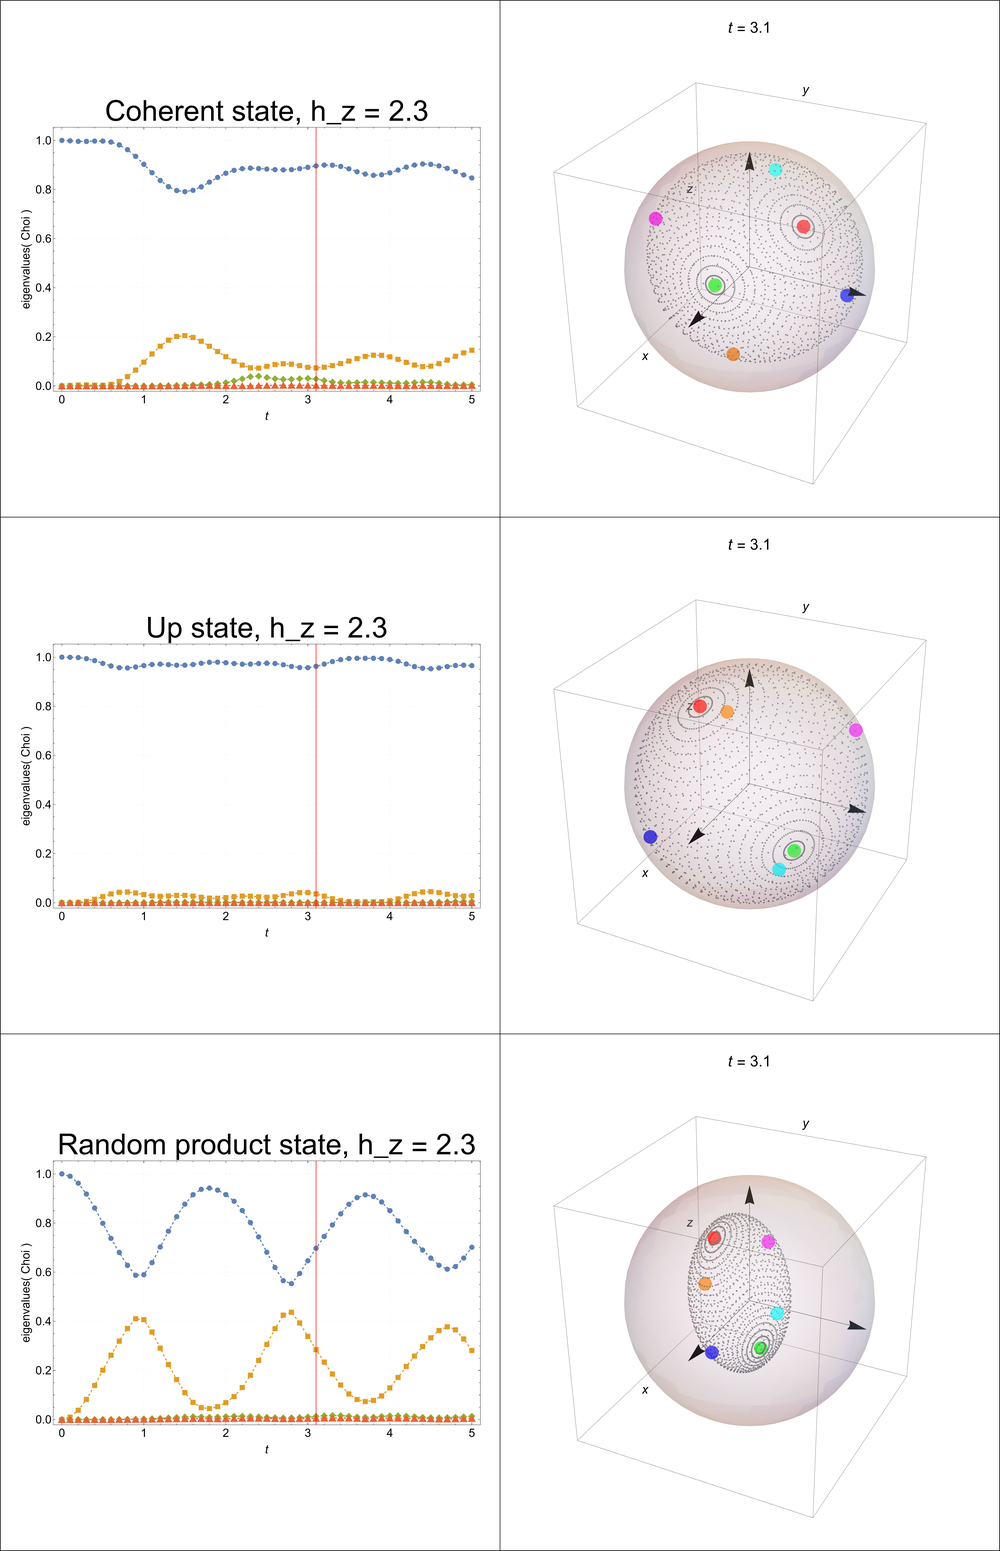 t = 3.1
Coherent state, h_z = 2.3
y
z
x
eigenvalues( Choi )
1.0
0.8
0.6
0.4
0.2
0.0
0 1 2 3 4 5
t
t = 3.1
Up state, h_z = 2.3
y
z
x
eigenvalues( Choi )
1.0
0.8
0.6
0.4
0.2
0.0
0 1 2 3 4 5
t
t = 3.1
Random product state, h_z = 2.3
y
z
x
eigenvalues( Choi )
1.0
0.8
0.6
0.4
0.2
0.0
0 1 2 3 4 5
t